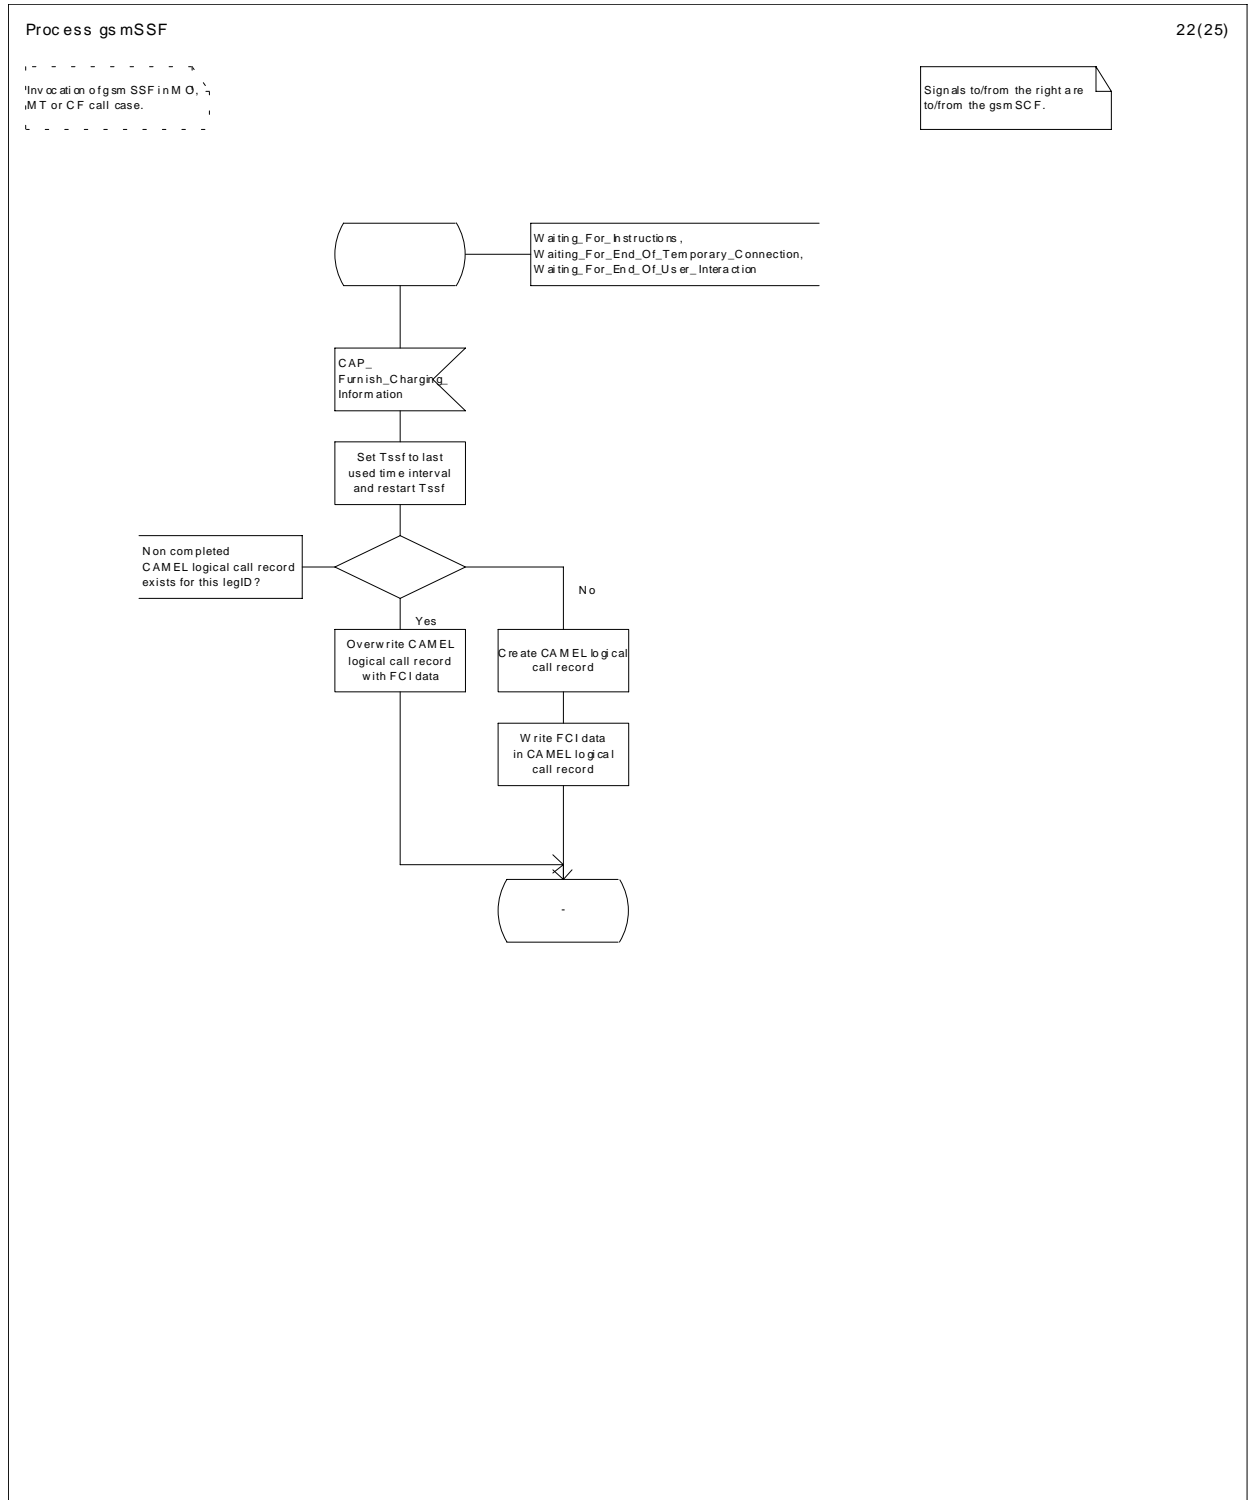 Process gsmSSF
22(25)
Invocation of gsm SSF in MO,
MT or CF call case.
Signals to/from the right are
to/from the gsmSCF.
Waiting_For_Instructions,
Waiting_For_End_Of_Temporary_Connection,
Waiting_For_End_Of_User_Interaction
CAP_
Furnish_Charging_
Information
Set Tssf to last
used time interval
and restart Tssf
Non completed
CAMEL logical call record
exists for this legID?
No
Yes
Overwrite CAMEL
logical call record
with FCI data
Create CAMEL logical
call record
Write FCI data
in CAMEL logical
call record
-